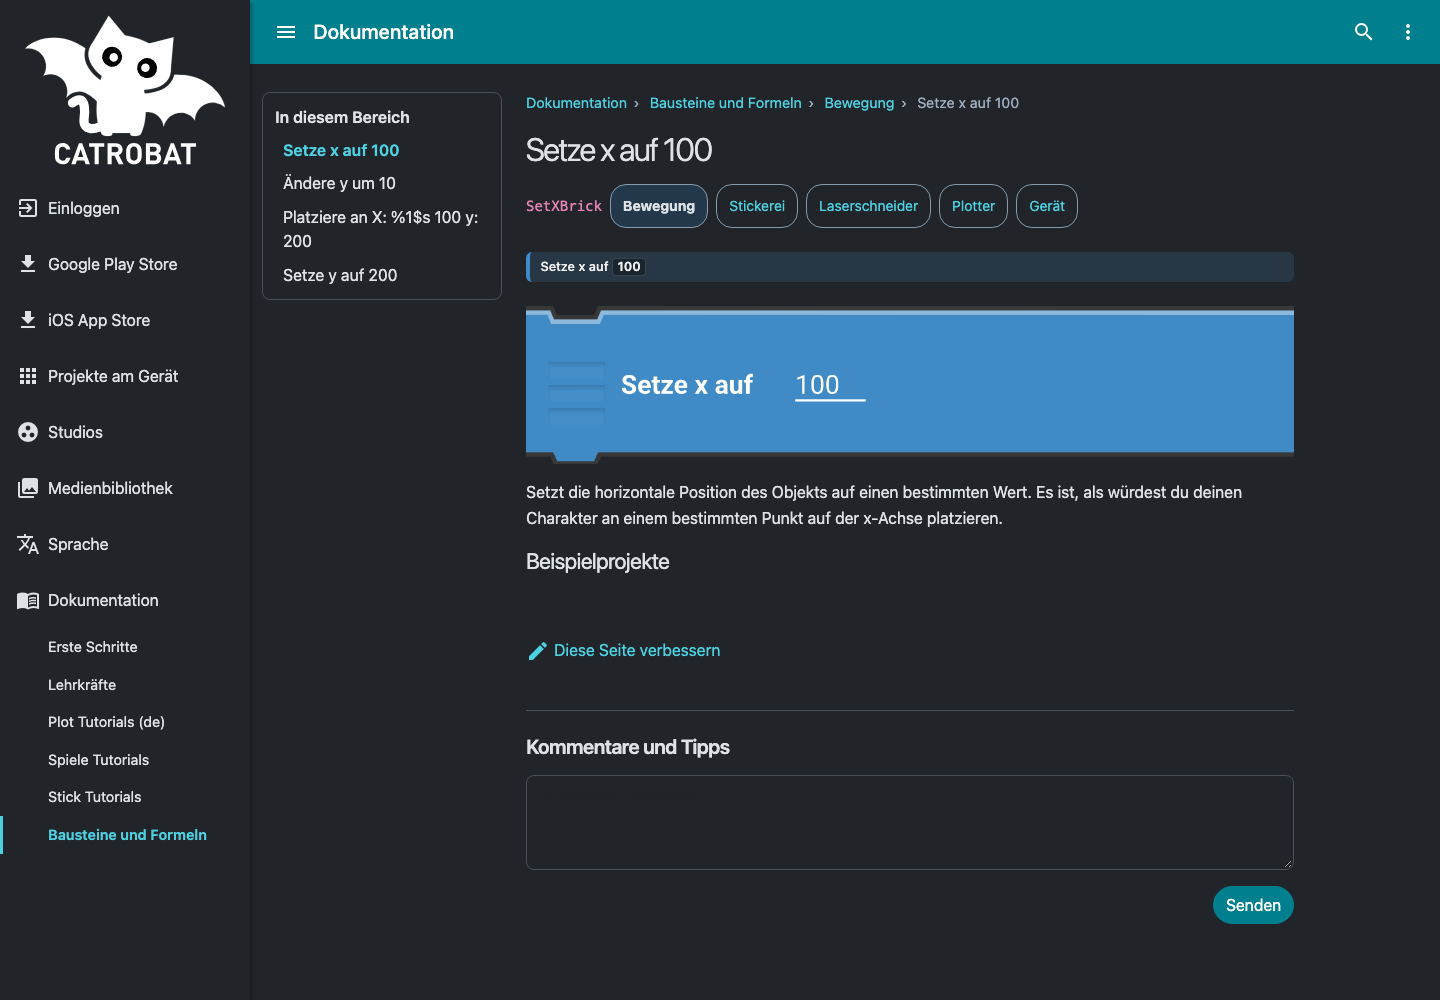 CATROBAT
Einloggen
Google Play Store
iOS App Store
Projekte am Gerät
Studios
Medienbibliothek
Sprache
Dokumentation
Erste Schritte
Lehrkräfte
Plot Tutorials (de)
Spiele Tutorials
Stick Tutorials
Bausteine und Formeln
Dokumentation
In diesem Bereich
Setze x auf 100
Ändere y um 10
Platziere an X: %1$s 100 y:
200
Setze y auf 200
Dokumentation › Bausteine und Formeln › Bewegung › Setze x auf 100
Setze x auf 100
SetXBrick Bewegung Stickerei Laserschneider Plotter Gerät
Setze x auf 100
Setze x auf 100
Setzt die horizontale Position des Objekts auf einen bestimmten Wert. Es ist, als würdest du deinen
Charakter an einem bestimmten Punkt auf der x-Achse platzieren.
Beispielprojekte
Diese Seite verbessern
Kommentare und Tipps
Senden